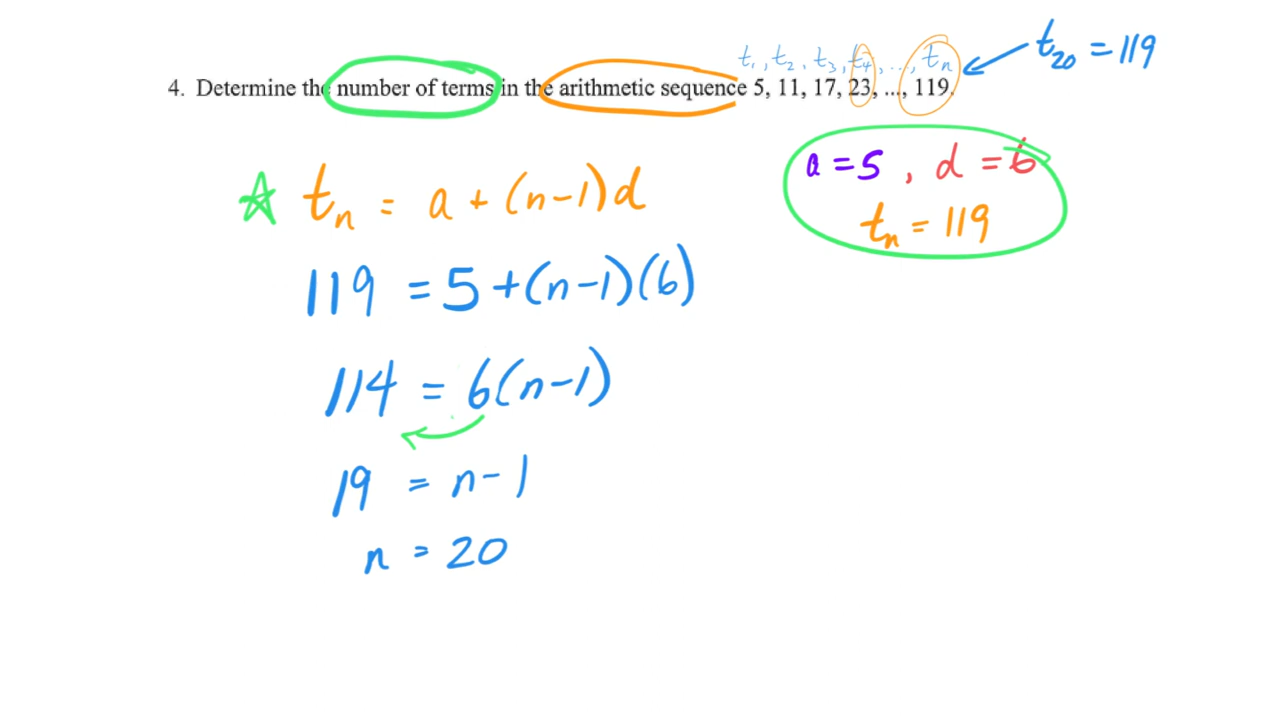 t₁, t₂, t₃, t₄, ..., tₙ
t₂₀ = 119
4. Determine the number of terms in the arithmetic sequence 5, 11, 17, 23, ..., 119.
a = 5, d = 6
tₙ = 119
tₙ = a + (n-1)d
119 = 5 + (n-1)(6)
114 = 6(n-1)
19 = n - 1
n = 20